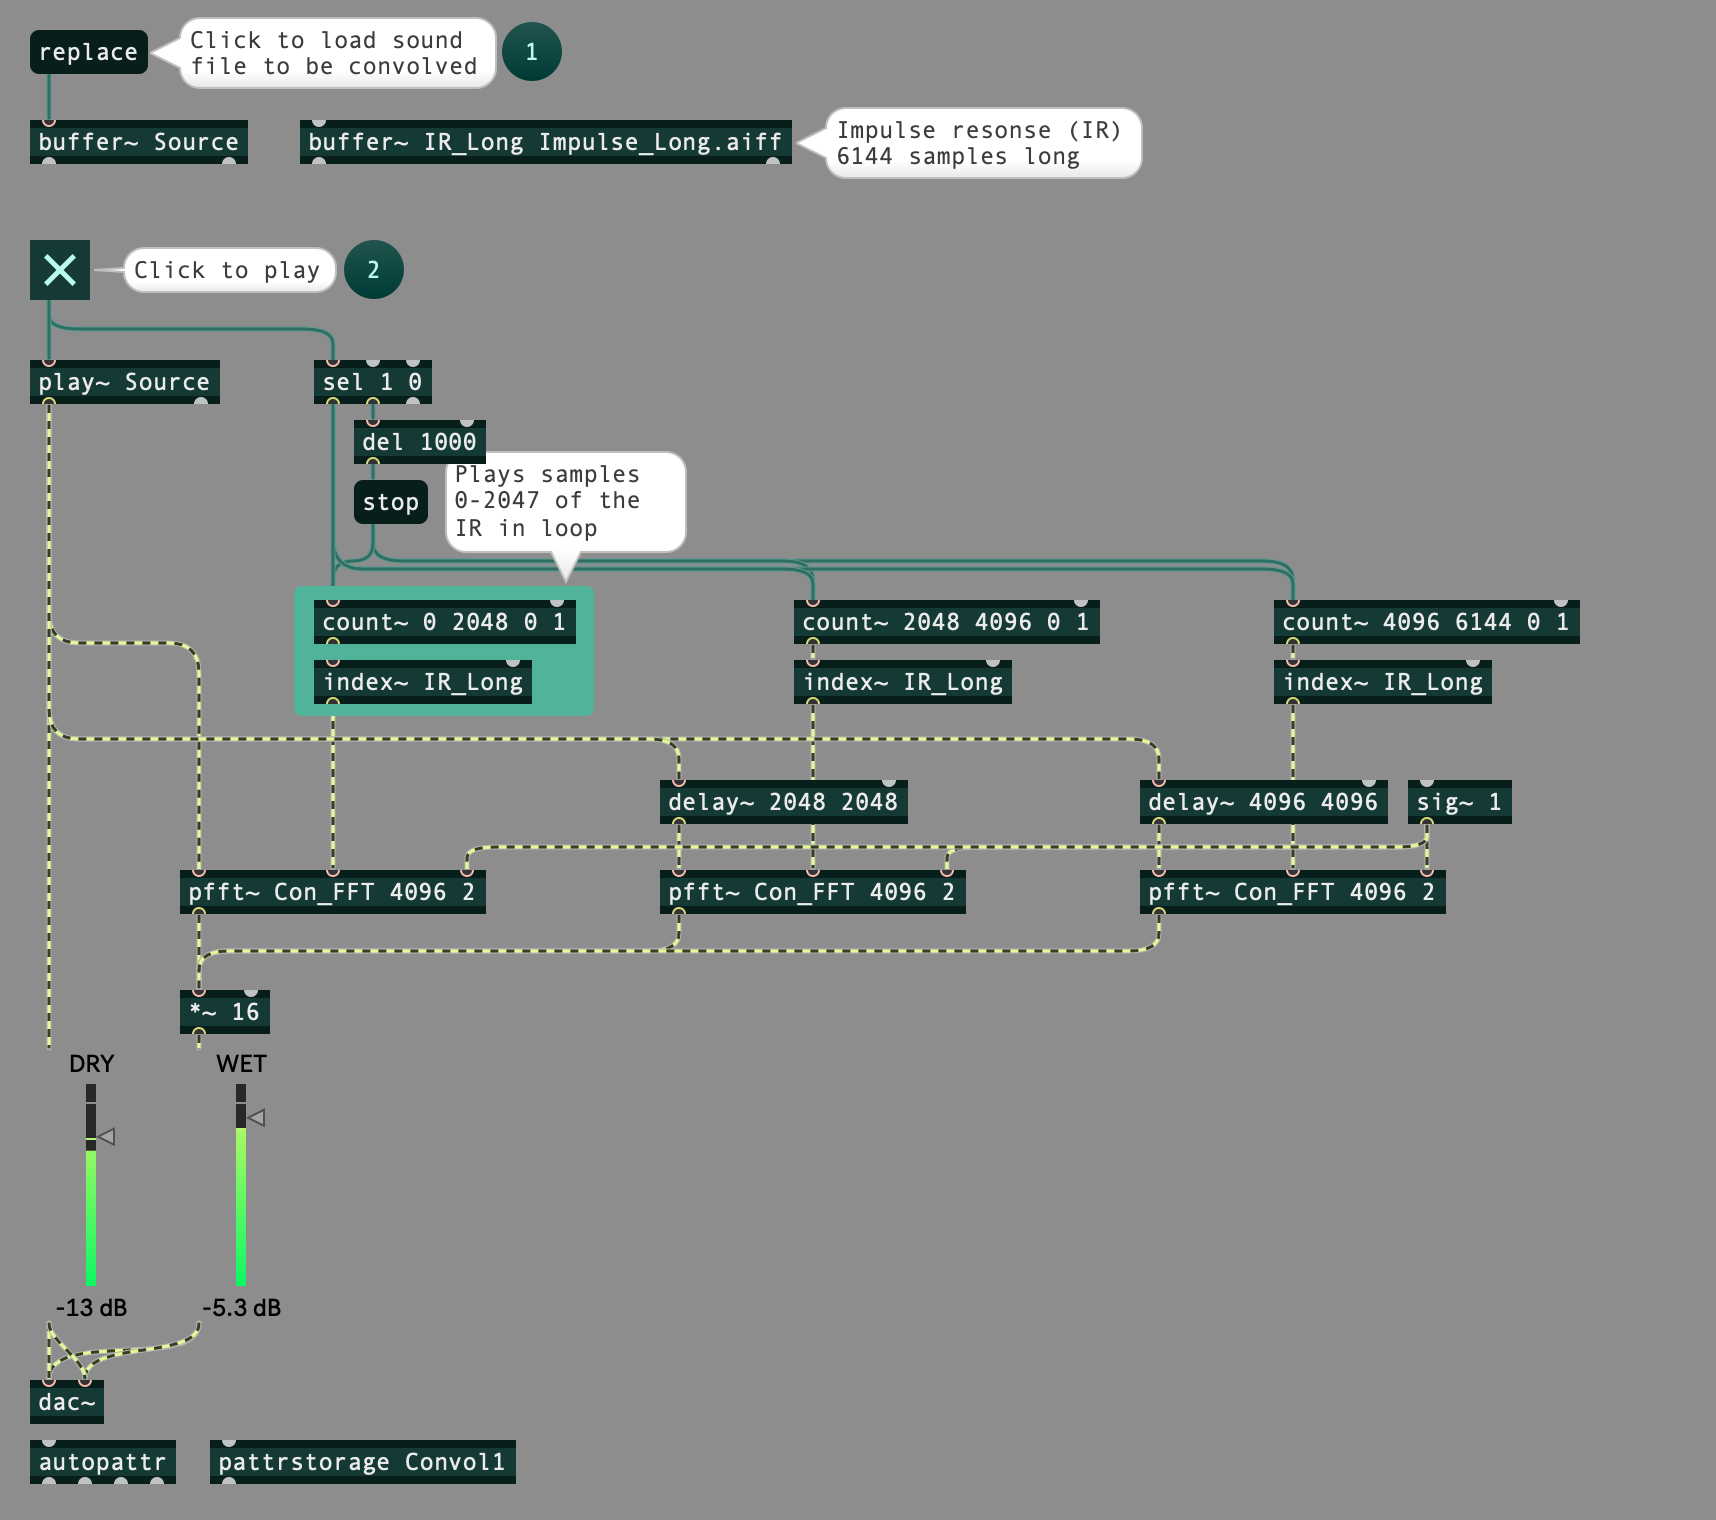 replace
Click to load sound
file to be convolved
1
buffer~ Source
buffer~ IR_Long Impulse_Long.aiff
Impulse resonse (IR)
6144 samples long
Click to play
2
play~ Source
sel 1 0
del 1000
stop
Plays samples
0-2047 of the
IR in loop
count~ 0 2048 0 1
count~ 2048 4096 0 1
count~ 4096 6144 0 1
index~ IR_Long
index~ IR_Long
index~ IR_Long
delay~ 2048 2048
delay~ 4096 4096
sig~ 1
pfft~ Con_FFT 4096 2
pfft~ Con_FFT 4096 2
pfft~ Con_FFT 4096 2
*~ 16
DRY
WET
-13 dB
-5.3 dB
dac~
autopattr
pattrstorage Convol1